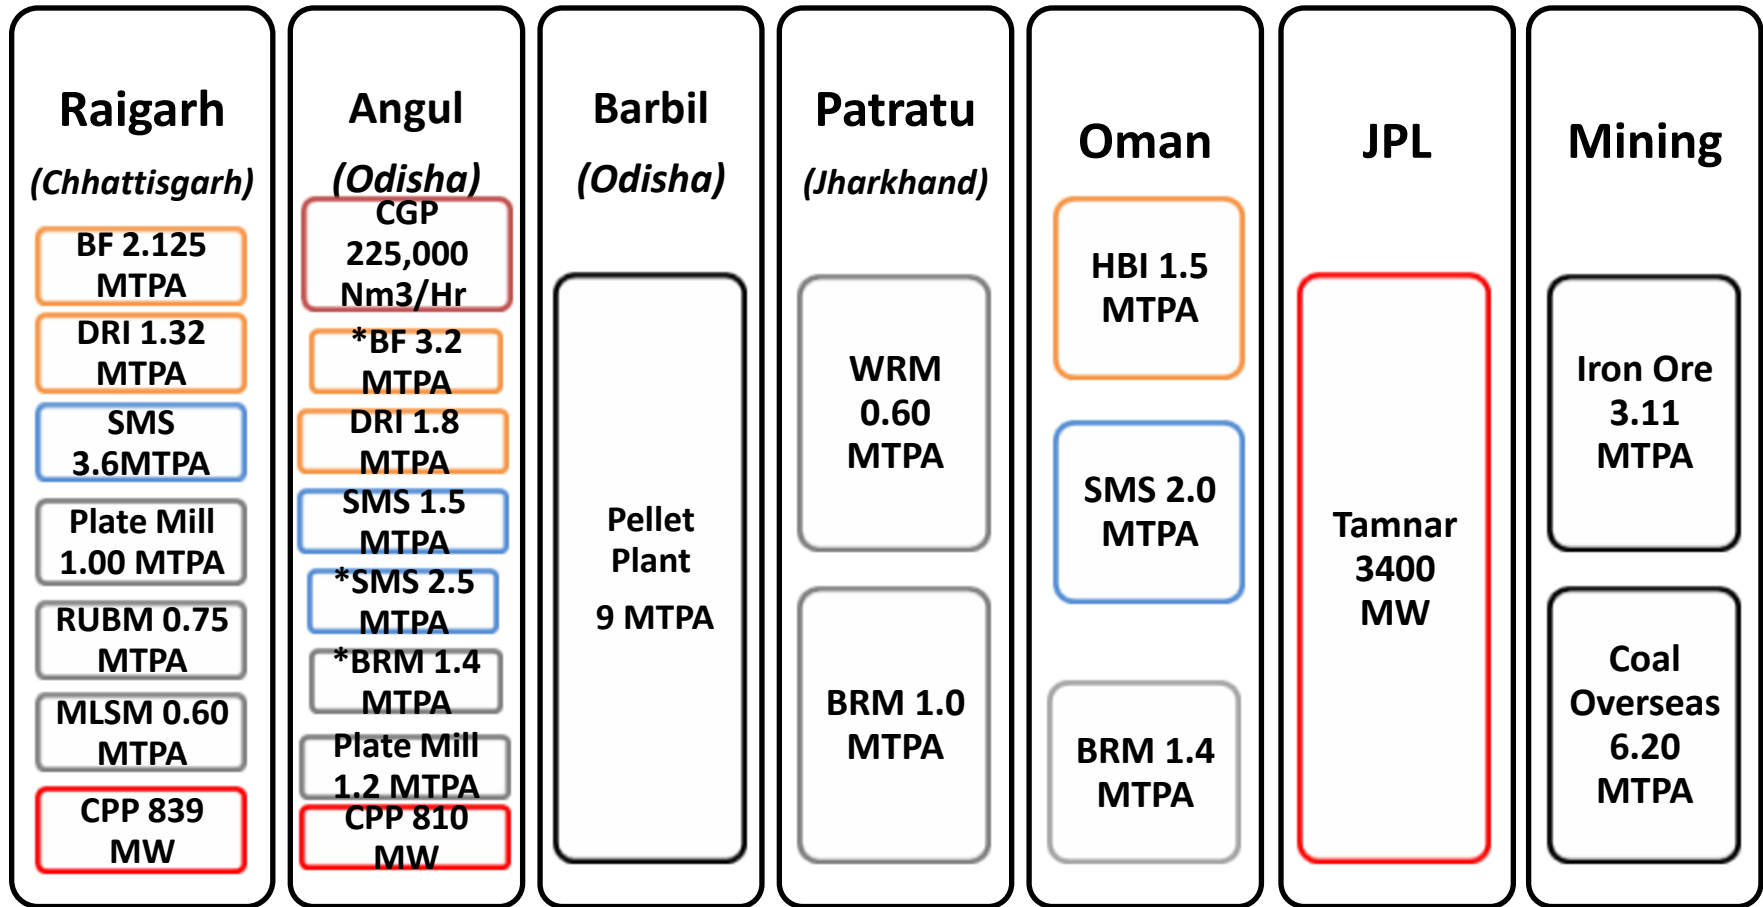 Raigarh
(Chhattisgarh)
BF 2.125
MTPA
DRI 1.32
MTPA
SMS
3.6MTPA
Plate Mill
1.00 MTPA
RUBM 0.75
MTPA
MLSM 0.60
MTPA
CPP 839
MW
Angul
(Odisha)
CGP
225,000
Nm3/Hr
*BF 3.2
MTPA
DRI 1.8
MTPA
SMS 1.5
MTPA
*SMS 2.5
MTPA
*BRM 1.4
MTPA
Plate Mill
1.2 MTPA
CPP 810
MW
Barbil
(Odisha)
Pellet
Plant
9 MTPA
Patratu
(Jharkhand)
WRM
0.60
MTPA
BRM 1.0
MTPA
Oman
HBI 1.5
MTPA
SMS 2.0
MTPA
BRM 1.4
MTPA
JPL
Tamnar
3400
MW
Mining
Iron Ore
3.11
MTPA
Coal
Overseas
6.20
MTPA